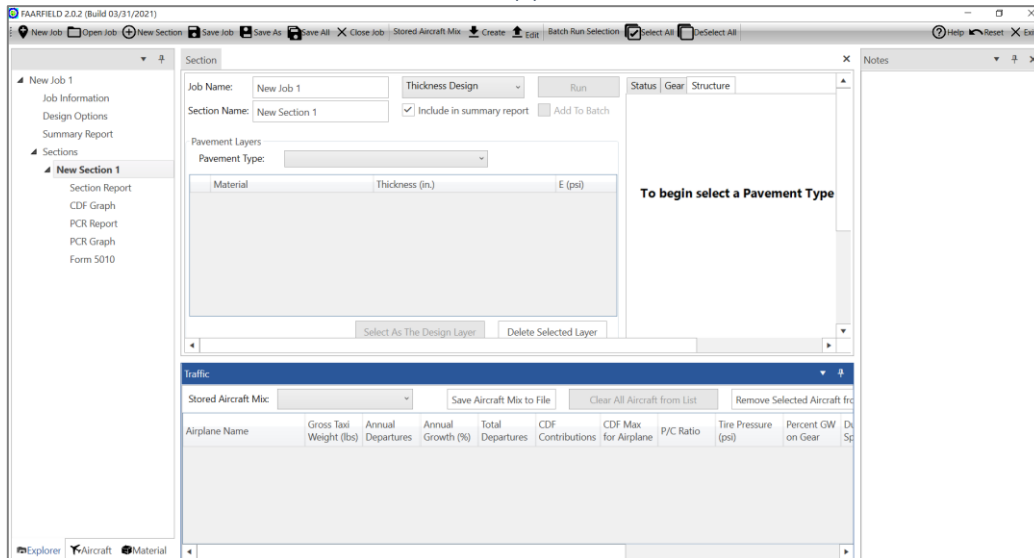 FAARFIELD 2.0.2 (Build 03/31/2021)
New Job Open Job New Section Save Job Save As Save All Close Job Stored Aircraft Mix Create Edit Batch Run Selection Select All DeSelect All Help Reset Exi
Section
Notes
New Job 1
Job Information
Design Options
Summary Report
Sections
New Section 1
Section Report
CDF Graph
PCR Report
PCR Graph
Form 5010
Job Name: New Job 1 Thickness Design Run
Section Name: New Section 1 Include in summary report Add To Batch
Pavement Layers
Pavement Type:
Material Thickness (in.) E (psi)
Select As The Design Layer Delete Selected Layer
Status Gear Structure
To begin select a Pavement Type
Traffic
Stored Aircraft Mix: Save Aircraft Mix to File Clear All Aircraft from List Remove Selected Aircraft fro
Airplane Name Gross Taxi Weight (lbs) Annual Departures Annual Growth (%) Total Departures CDF Contributions CDF Max for Airplane P/C Ratio Tire Pressure (psi) Percent GW on Gear Du Sp
Explorer Aircraft Material